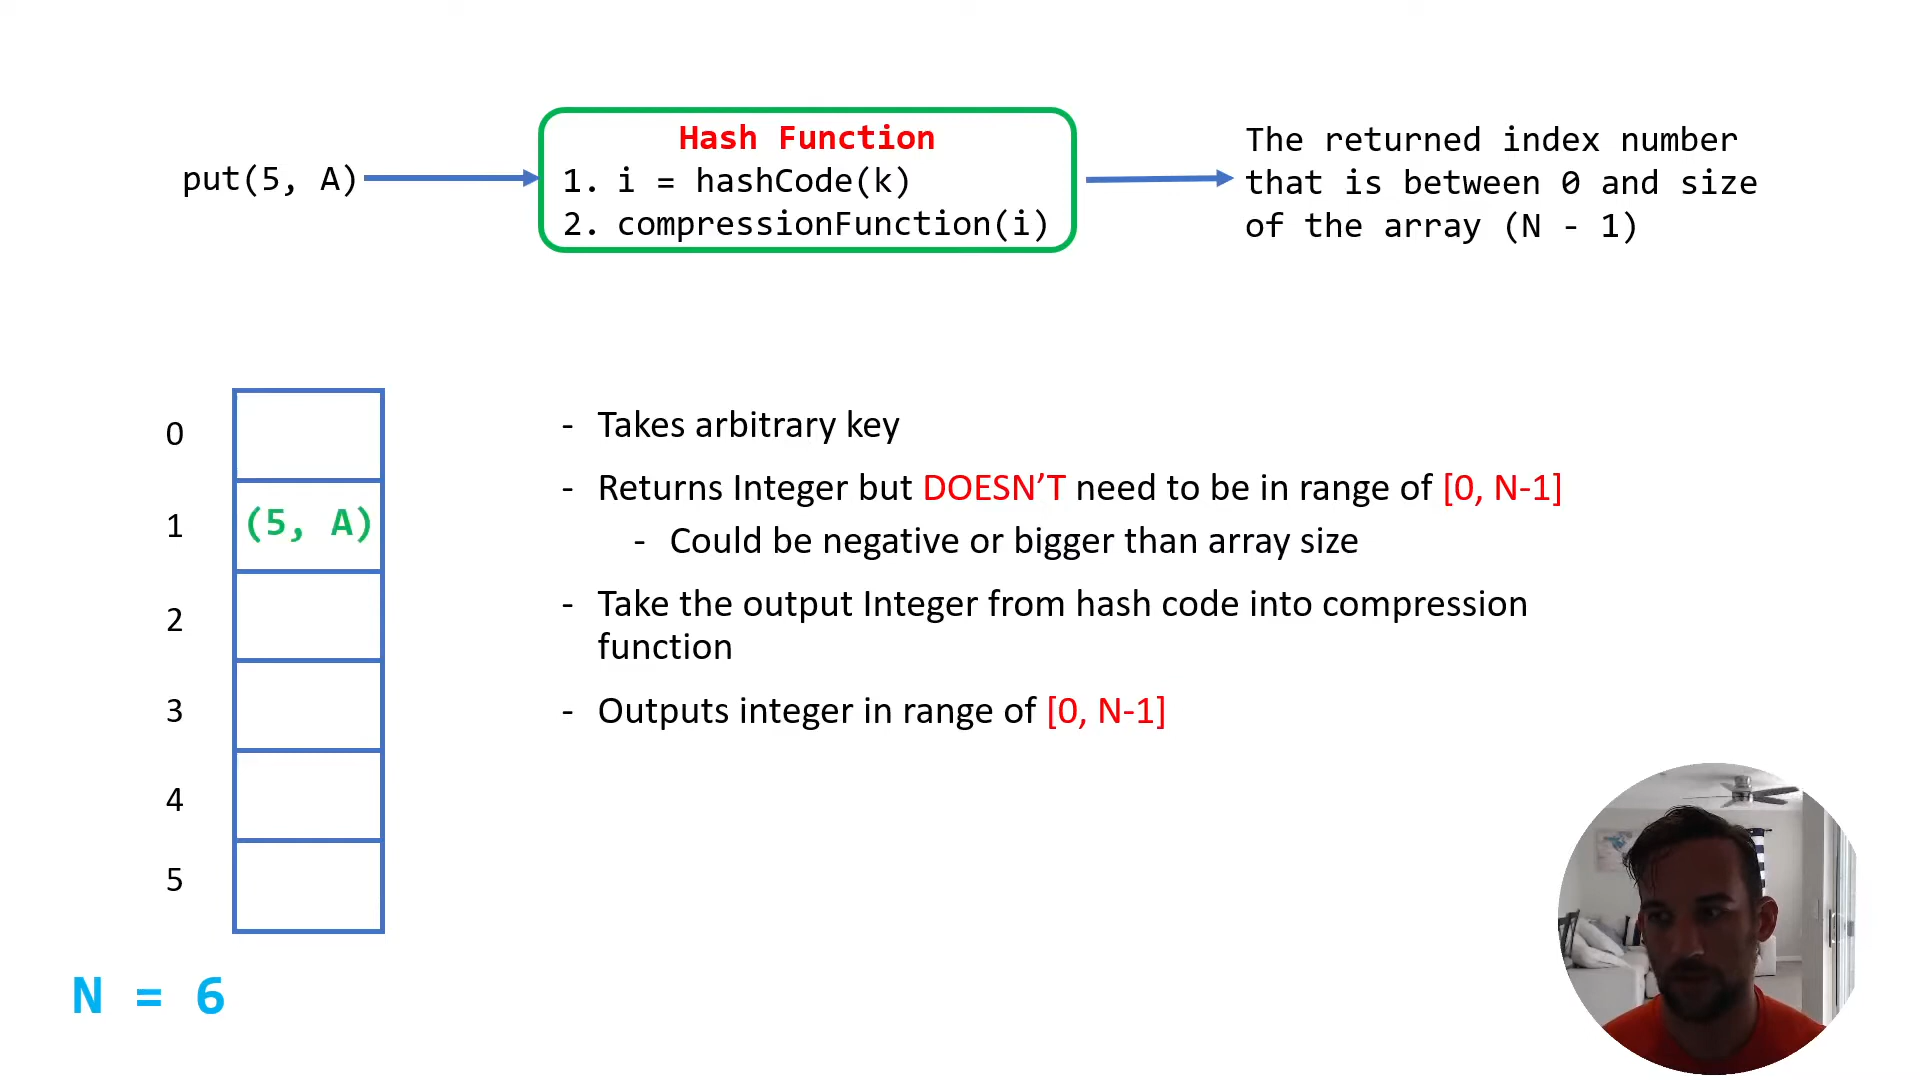 put(5, A)
Hash Function
1. i = hashCode(k)
2. compressionFunction(i)
The returned index number
that is between 0 and size
of the array (N - 1)
0
1
(5, A)
2
3
4
5
N = 6
- Takes arbitrary key
- Returns Integer but DOESN’T need to be in range of [0, N-1]
- Could be negative or bigger than array size
- Take the output Integer from hash code into compression
function
- Outputs integer in range of [0, N-1]